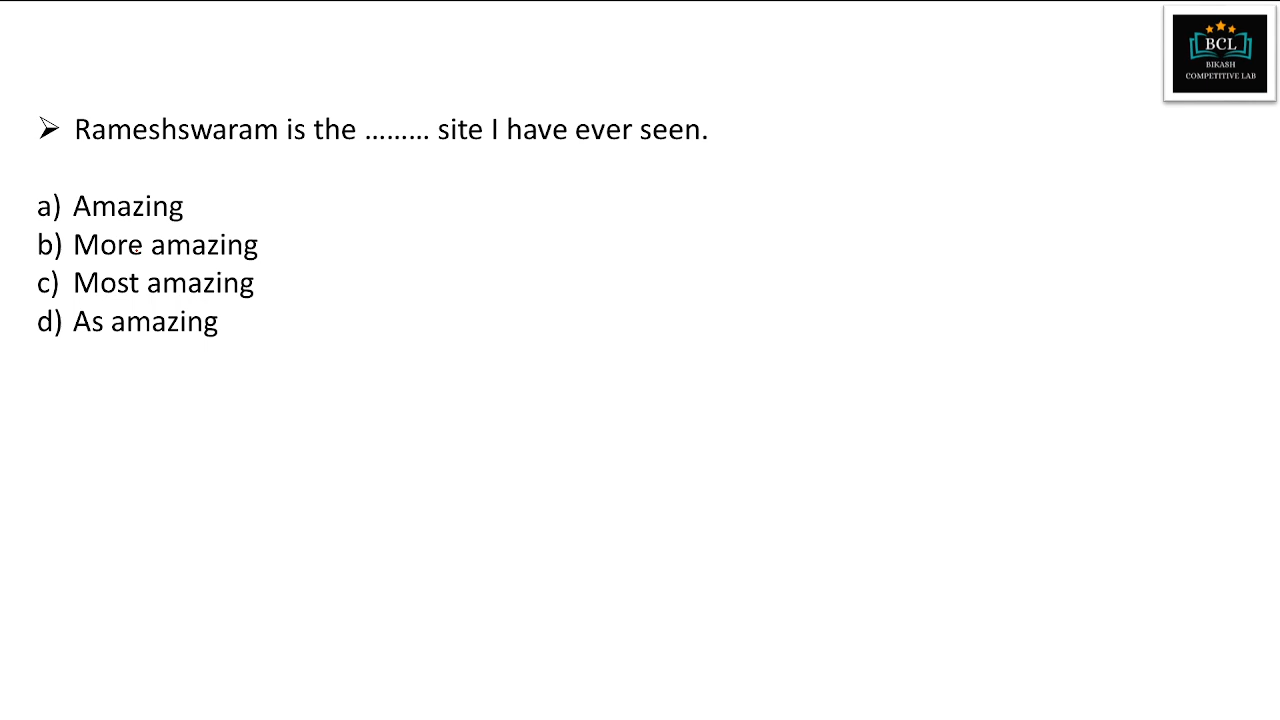 BCL
BIKASH
COMPETITIVE LAB
➢ Rameshswaram is the ......... site I have ever seen.
a) Amazing
b) More amazing
c) Most amazing
d) As amazing